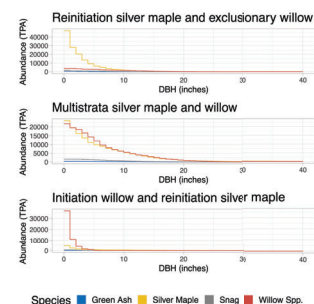 Reinitiation silver maple and exclusionary willow
Abundance (TPA)
40000
30000
20000
10000
0
0 10 20 30 40
DBH (inches)
Multistrata silver maple and willow
Abundance (TPA)
20000
15000
10000
5000
0
0 10 20 30 40
DBH (inches)
Initiation willow and reinitiation silver maple
Abundance (TPA)
30000
20000
10000
0
0 10 20 30 40
DBH (inches)
Species Green Ash Silver Maple Snag Willow Spp.